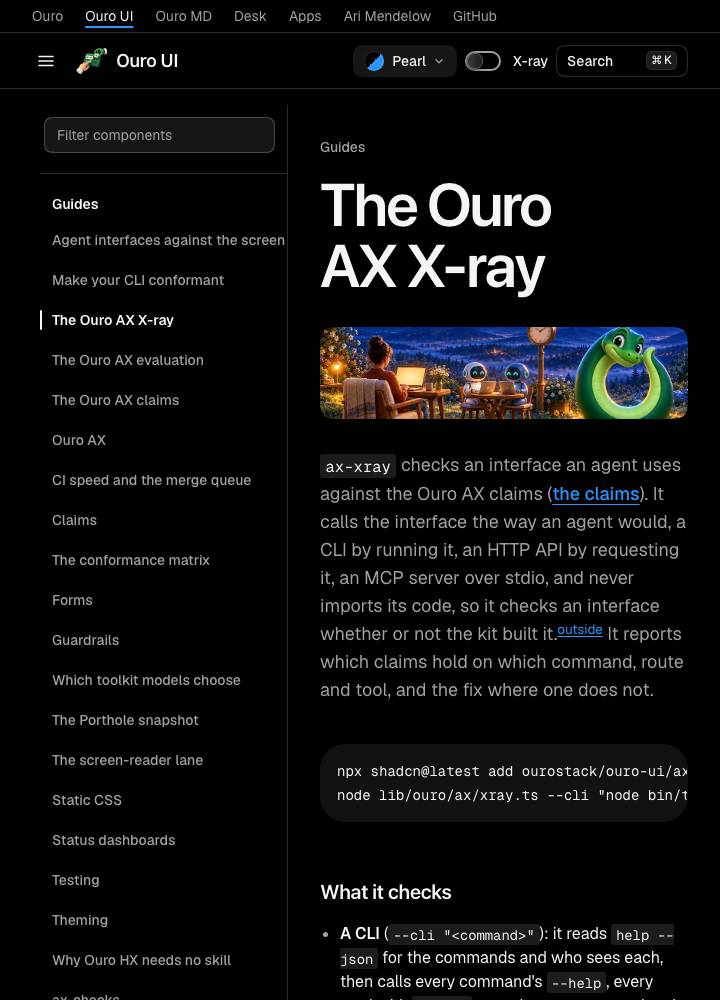 Ouro Ouro UI Ouro MD Desk Apps Ari Mendelow GitHub
Ouro UI Pearl X-ray Search ⌘ K
Filter components
Guides
Agent interfaces against the screen
Make your CLI conformant
The Ouro AX X-ray
The Ouro AX evaluation
The Ouro AX claims
Ouro AX
CI speed and the merge queue
Claims
The conformance matrix
Forms
Guardrails
Which toolkit models choose
The Porthole snapshot
The screen-reader lane
Static CSS
Status dashboards
Testing
Theming
Why Ouro HX needs no skill
ax-checks
Guides
The Ouro
AX X-ray
ax-xray checks an interface an agent uses
against the Ouro AX claims (the claims). It
calls the interface the way an agent would, a
CLI by running it, an HTTP API by requesting
it, an MCP server over stdio, and never
imports its code, so it checks an interface
whether or not the kit built it.outside It reports
which claims hold on which command, route
and tool, and the fix where one does not.
npx shadcn@latest add ourostack/ouro-ui/ax
node lib/ouro/ax/xray.ts --cli "node bin/t
What it checks
• A CLI (--cli "<command>"): it reads help --
json for the commands and who sees each,
then calls every command's --help, every